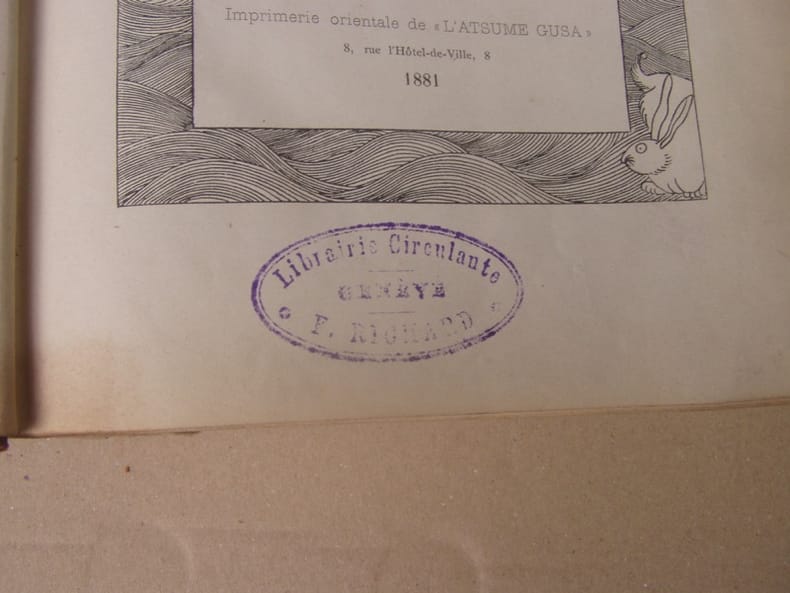 Imprimerie orientale de « L'ATSUME GUSA »
8, rue l'Hôtel-de-Ville, 8
1881
Librairie Circulante
GENÈVE
F. RICHARD